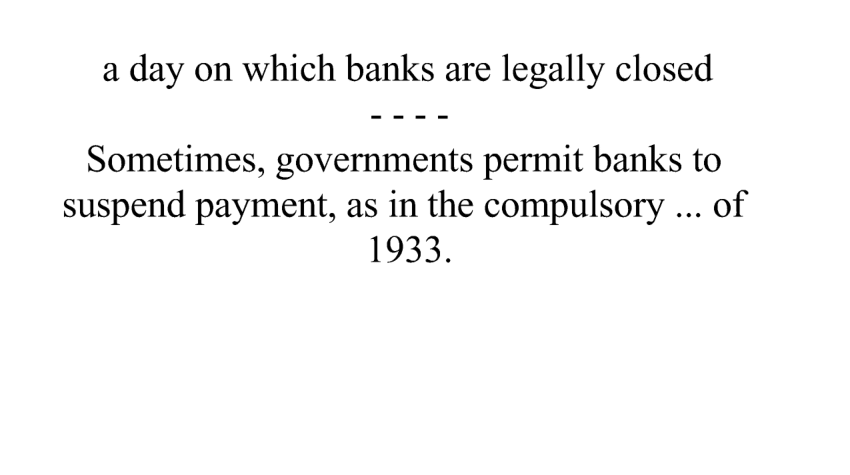 a day on which banks are legally closed
- - - -
Sometimes, governments permit banks to
suspend payment, as in the compulsory ... of
1933.